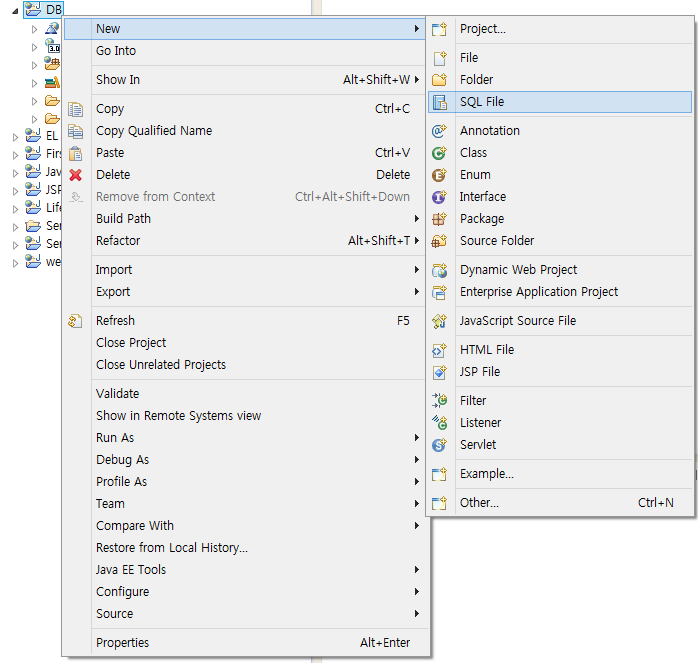 DB
3.0
EL
Firs
Jav
JSP
Life
Ser
Ser
we
New
Go Into
Show In Alt+Shift+W
Copy Ctrl+C
Copy Qualified Name
Paste Ctrl+V
Delete Delete
Remove from Context Ctrl+Alt+Shift+Down
Build Path
Refactor Alt+Shift+T
Import
Export
Refresh F5
Close Project
Close Unrelated Projects
Validate
Show in Remote Systems view
Run As
Debug As
Profile As
Team
Compare With
Restore from Local History...
Java EE Tools
Configure
Source
Properties Alt+Enter
Project...
File
Folder
SQL File
Annotation
Class
Enum
Interface
Package
Source Folder
Dynamic Web Project
Enterprise Application Project
JavaScript Source File
HTML File
JSP File
Filter
Listener
Servlet
Example...
Other... Ctrl+N